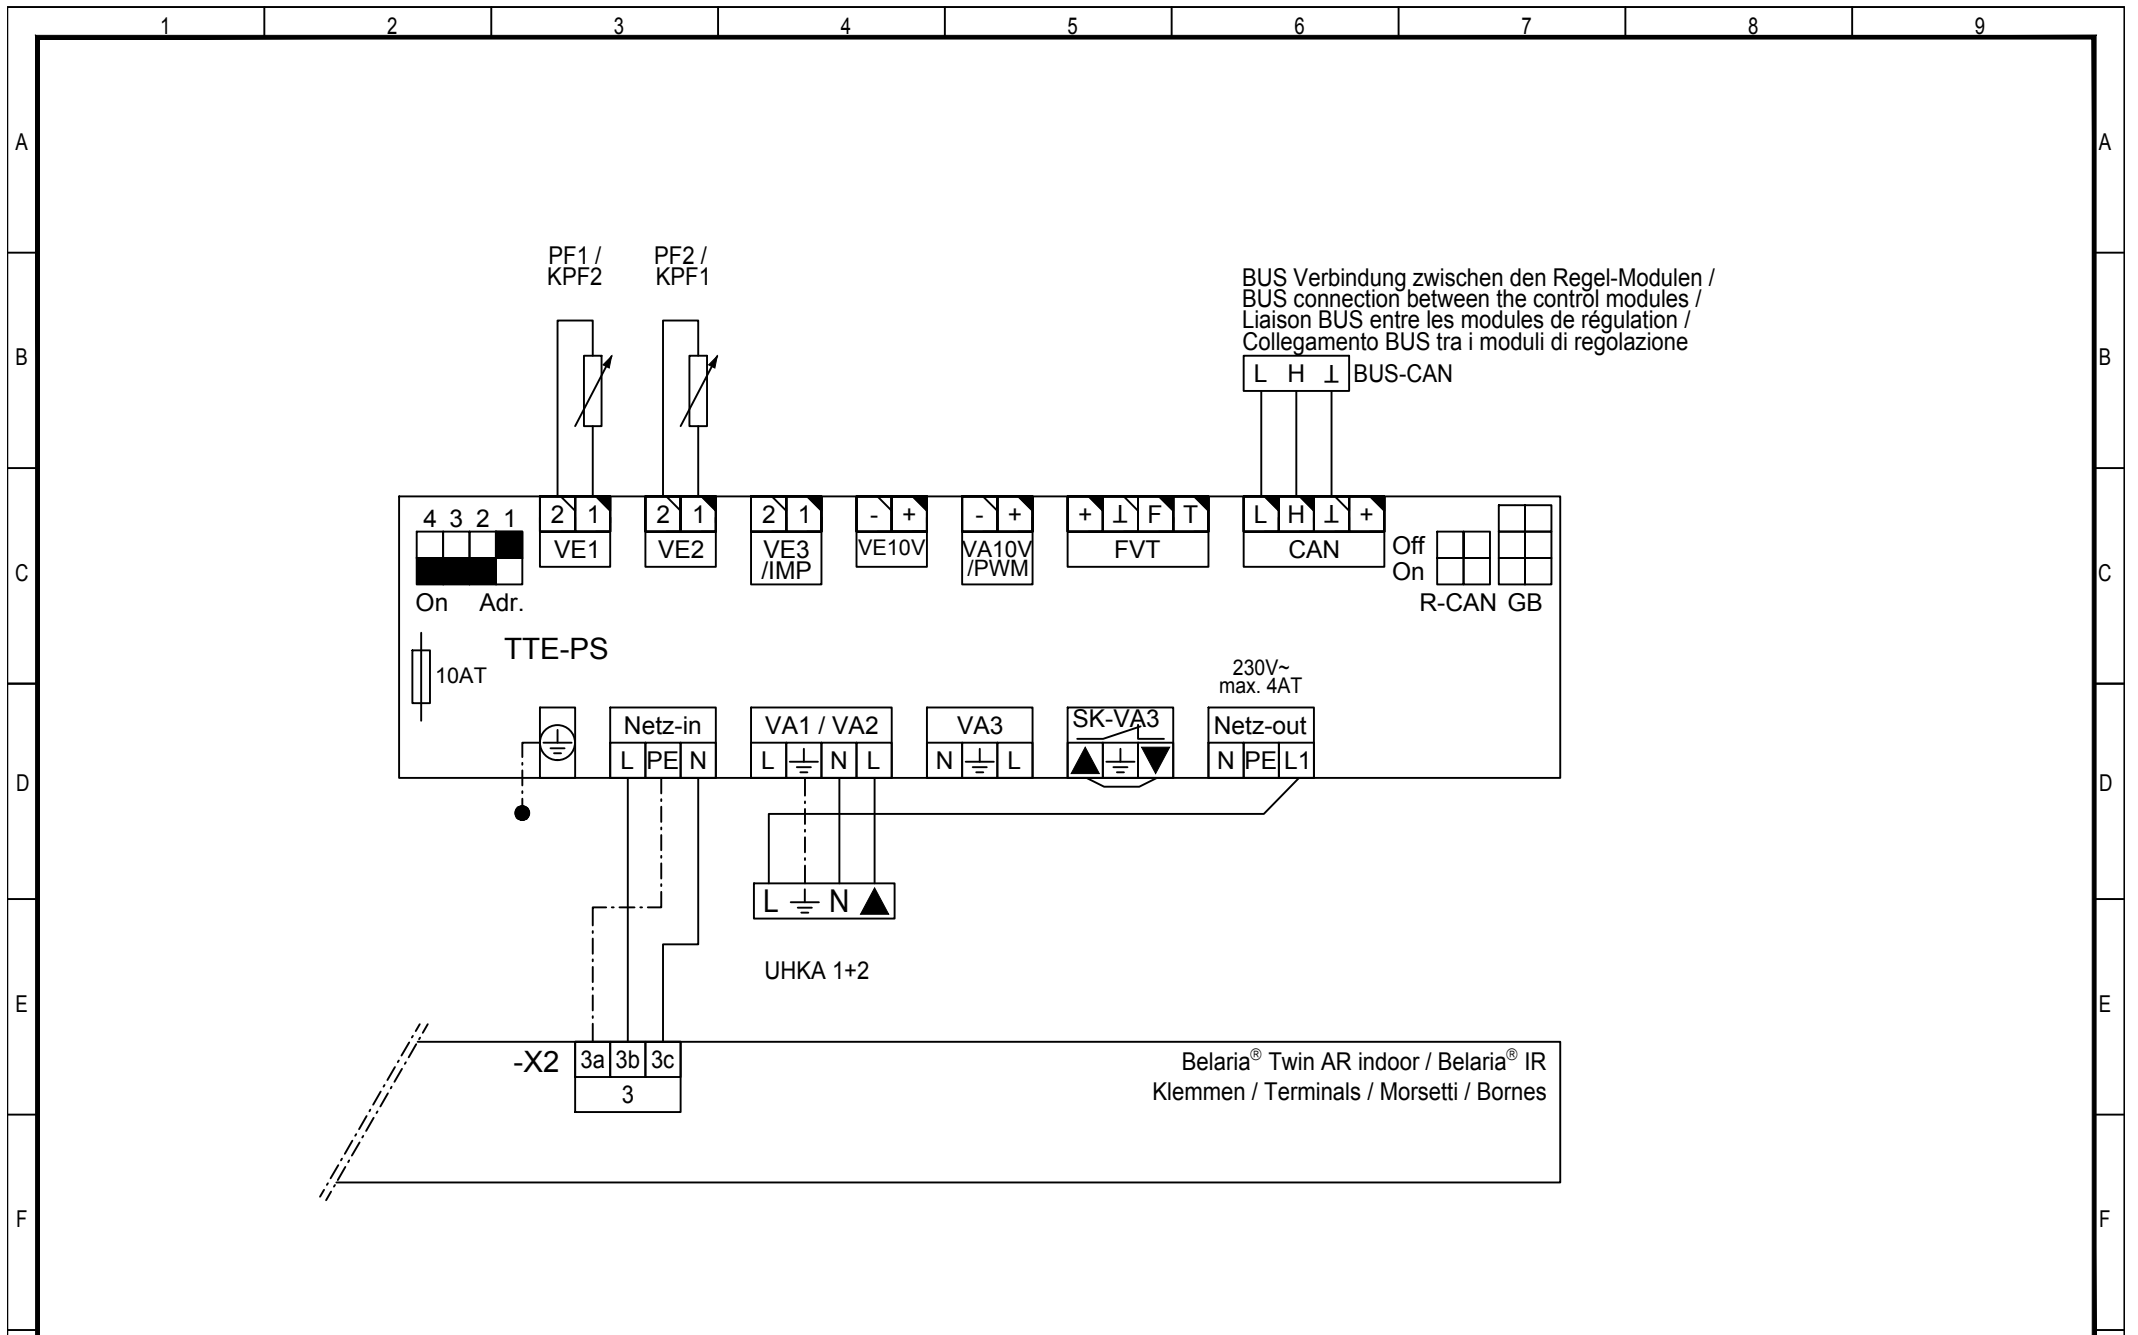 1 2 3 4 5 6 7 8 9
A A
PF1 / PF2 /
KPF2 KPF1
BUS Verbindung zwischen den Regel-Modulen /
BUS connection between the control modules /
Liaison BUS entre les modules de régulation /
Collegamento BUS tra i moduli di regolazione
B B
L H ⊥ BUS-CAN
4 3 2 1
2 1 2 1 2 1 - + - + + ⊥ F T L H ⊥ +
VE1 VE2 VE3 VE10V VA10V FVT CAN Off
/IMP /PWM On
C C
On Adr. R-CAN GB
TTE-PS
10AT
230V~
max. 4AT
Netz-in VA1 / VA2 VA3 SK-VA3 Netz-out
L PE N L N L N L N PE L1
D D
L N
UHKA 1+2
E E
-X2 3a 3b 3c
3
Belaria® Twin AR indoor / Belaria® IR
Klemmen / Terminals / Morsetti / Bornes
F F